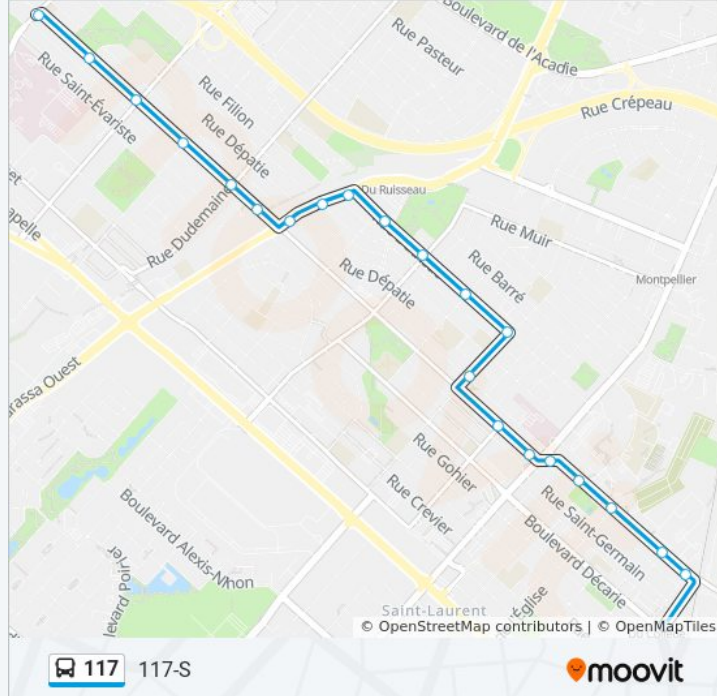 Boulevard de l'Acadie
Rue Pasteur
Rue Crépeau
Rue Saint-Évariste
Rue Filion
Rue Dépatie
Du Ruisseau
Rue Dudemaine
Rue Muir
Rue Barré
Rue Dépatie
Montpellier
Ouest
Rue Gohier
Rue Crevier
Rue Saint-Germain
Boulevard Décarie
Boulevard Alexis-Nihon
Saint-Laurent
© OpenStreetMap contributors | © OpenMapTiles
117 117-S
moovit